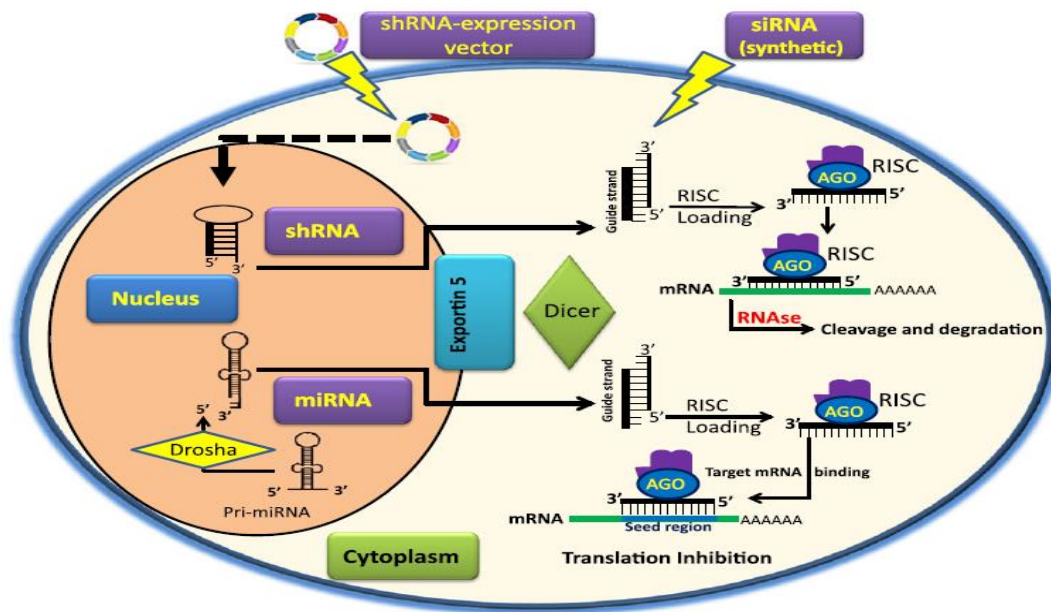 shRNA-expression
vector
siRNA
(synthetic)
3'
Guide strand
5'
RISC
Loading
AGO
RISC
3'
5'
shRNA
5'
3'
AGO
RISC
3'
5'
mRNA
AAAAAA
RNAse
Cleavage and degradation
Nucleus
Exportin 5
Dicer
3'
Guide strand
5'
RISC
Loading
AGO
RISC
3'
5'
miRNA
5'
3'
Drosha
5'
3'
Pri-miRNA
Target mRNA binding
AGO
3'
5'
mRNA
AAAAAA
Seed region
Cytoplasm
Translation Inhibition